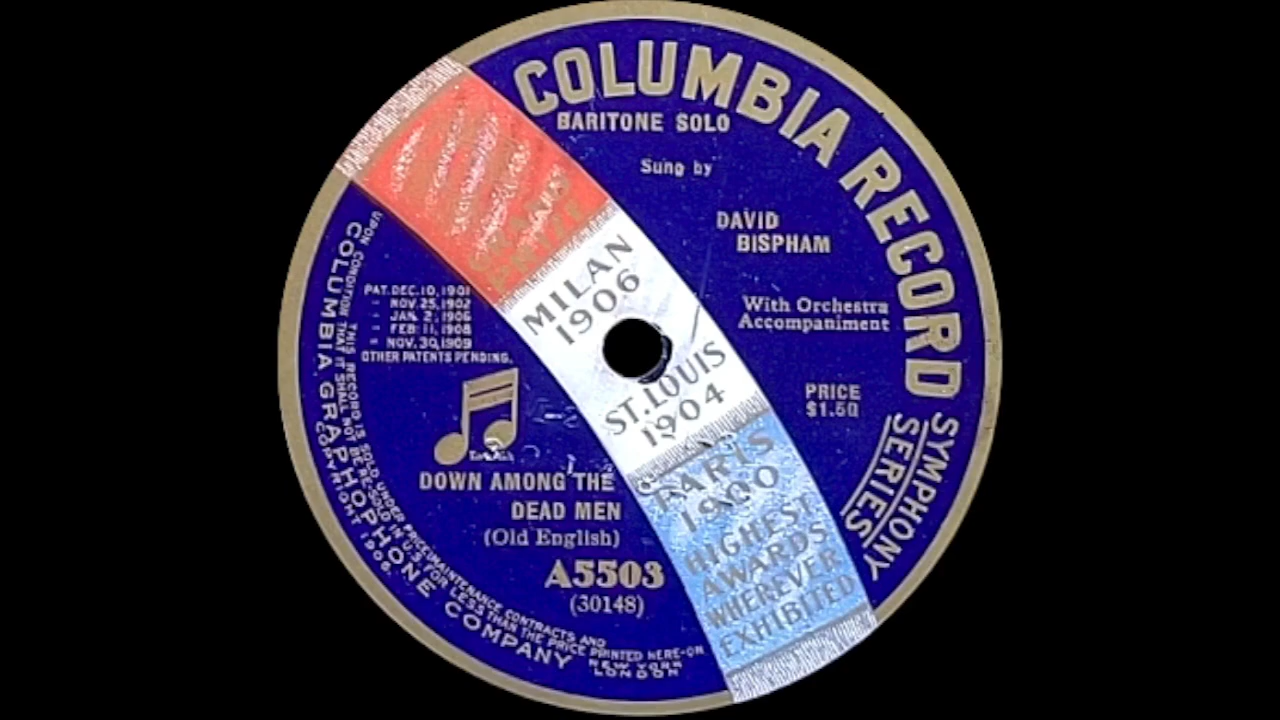 COLUMBIA RECORD
BARITONE SOLO
Sung by
DAVID
BISPHAM
With Orchestra
Accompaniment
PRICE
$1.50
SYMPHONY
SERIES
GRAND
PRIZE
MILAN
1906
ST. LOUIS
1904
PARIS
1900
HIGHEST
AWARDS
WHEREVER
EXHIBITED
PAT. DEC. 10, 1901
" NOV. 25, 1902
" JAN. 2, 1906
" FEB. 11, 1908
" NOV. 30, 1909
OTHER PATENTS PENDING.
DOWN AMONG THE
DEAD MEN
(Old English)
A5503
(30148)
THIS RECORD IS SOLD UNDER PRICE MAINTENANCE CONTRACTS AND
UPON CONDITION THAT IT SHALL NOT BE RE-SOLD IN U.S FOR LESS THAN THE PRICE PRINTED HERE-ON
COLUMBIA GRAPHOPHONE COMPANY
NEW YORK
LONDON
COPYRIGHT 1906.